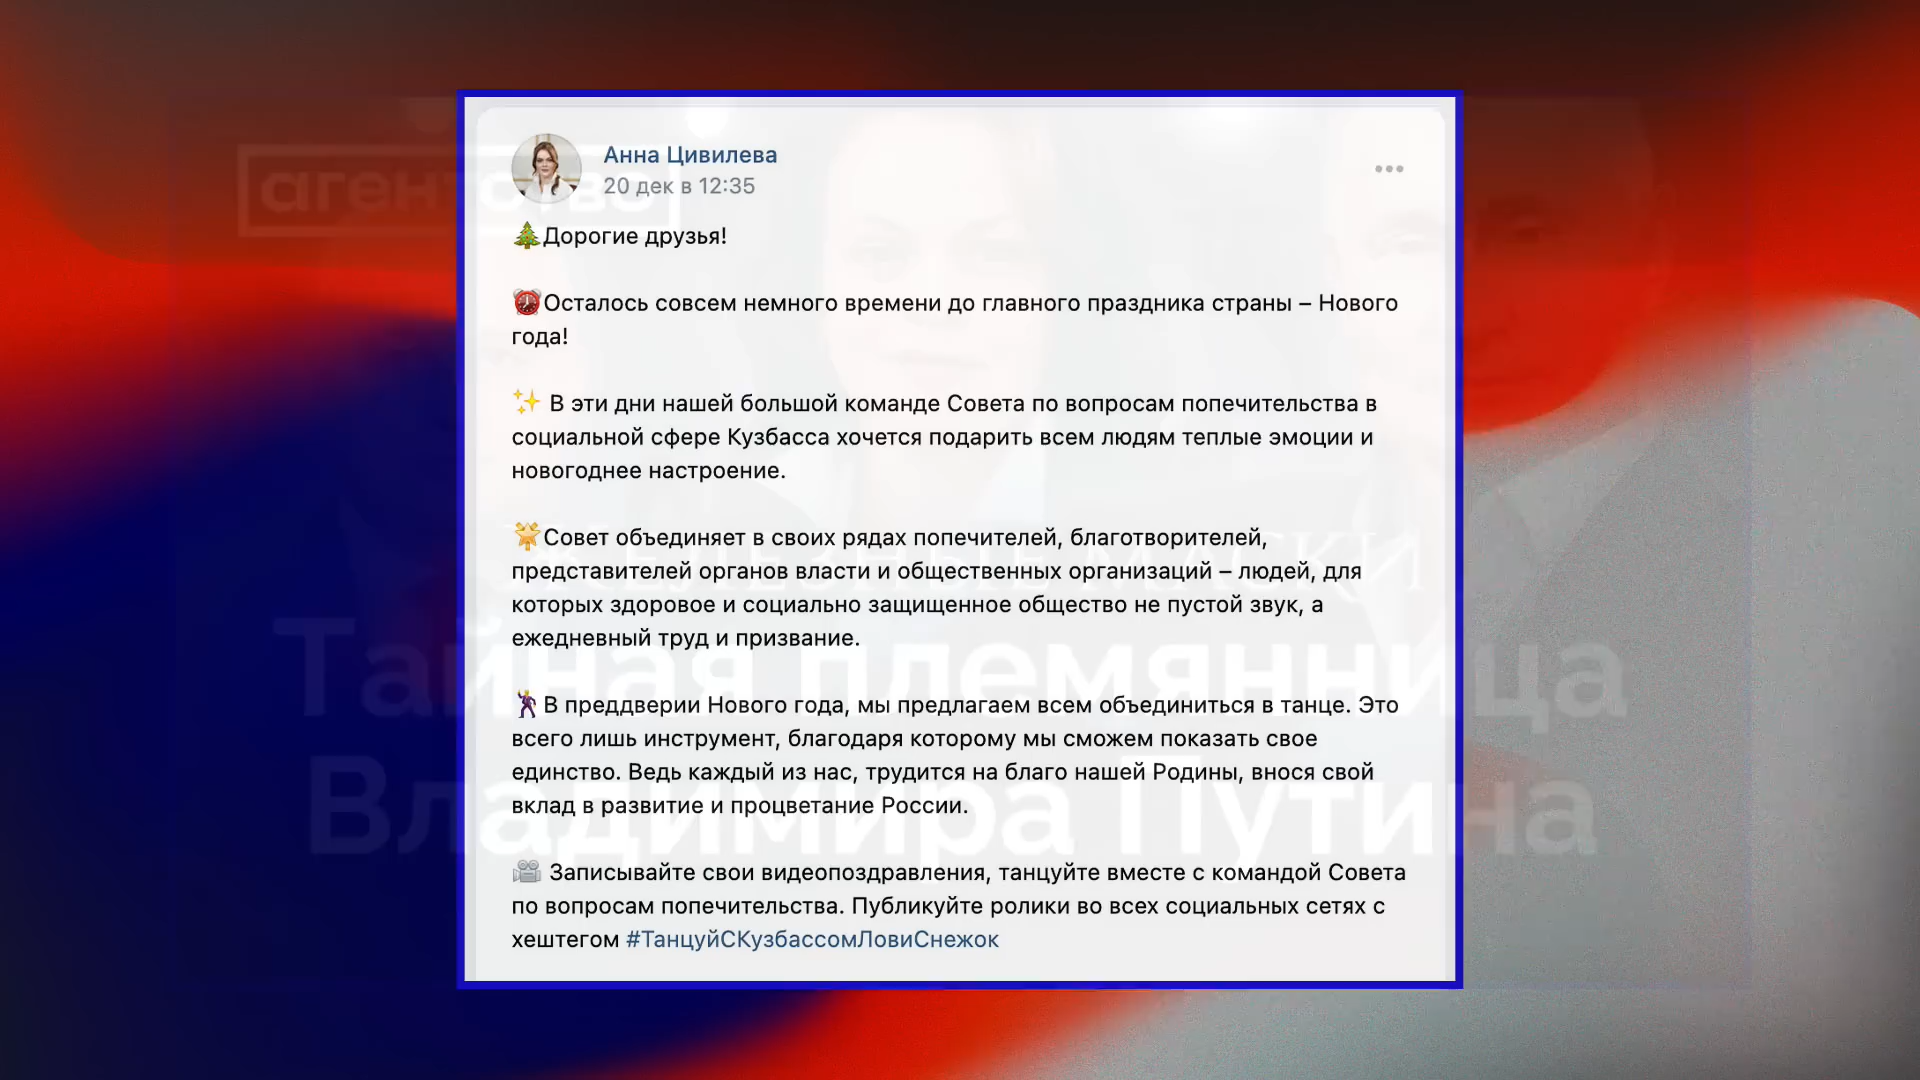 агентство
Анна Цивилева
20 дек в 12:35
🎄Дорогие друзья!
⏰Осталось совсем немного времени до главного праздника страны – Нового
года!
✨ В эти дни нашей большой команде Совета по вопросам попечительства в
социальной сфере Кузбасса хочется подарить всем людям теплые эмоции и
новогоднее настроение.
🌟Совет объединяет в своих рядах попечителей, благотворителей,
представителей органов власти и общественных организаций – людей, для
которых здоровое и социально защищенное общество не пустой звук, а
ежедневный труд и призвание.
🕺В преддверии Нового года, мы предлагаем всем объединиться в танце. Это
всего лишь инструмент, благодаря которому мы сможем показать свое
единство. Ведь каждый из нас, трудится на благо нашей Родины, внося свой
вклад в развитие и процветание России.
🎥 Записывайте свои видеопоздравления, танцуйте вместе с командой Совета
по вопросам попечительства. Публикуйте ролики во всех социальных сетях с
хештегом #ТанцуйСКузбассомЛовиСнежок
ЖЕЛЕЗНЫЕ МАСКИ
Тайная племянница
Владимира Путина